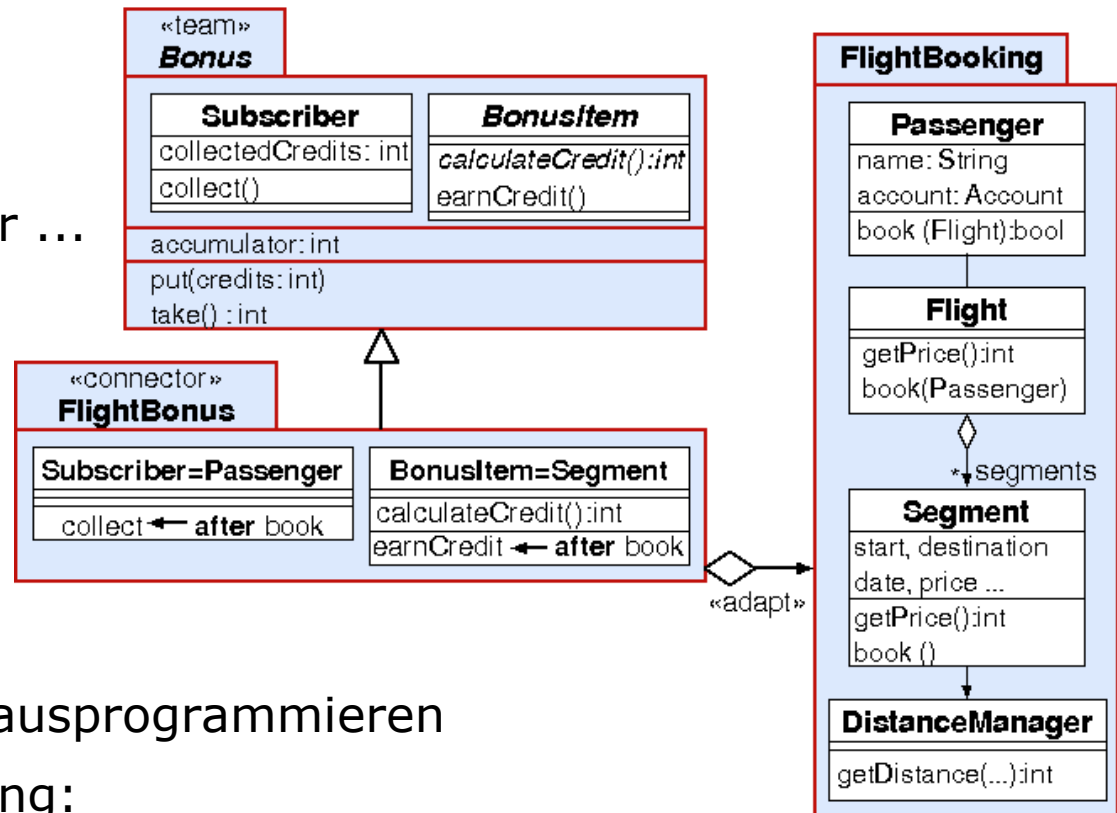 «team»
Bonus
Subscriber
collectedCredits: int
collect()
BonusItem
calculateCredit():int
earnCredit()
accumulator: int
put(credits: int)
take() : int
r ...
«connector»
FlightBonus
Subscriber=Passenger
collect after book
BonusItem=Segment
calculateCredit():int
earnCredit after book
«adapt»
FlightBooking
Passenger
name: String
account: Account
book (Flight):bool
Flight
getPrice():int
book(Passenger)
* segments
Segment
start, destination
date, price ...
getPrice():int
book ()
DistanceManager
getDistance(...):int
ausprogrammieren
ng: